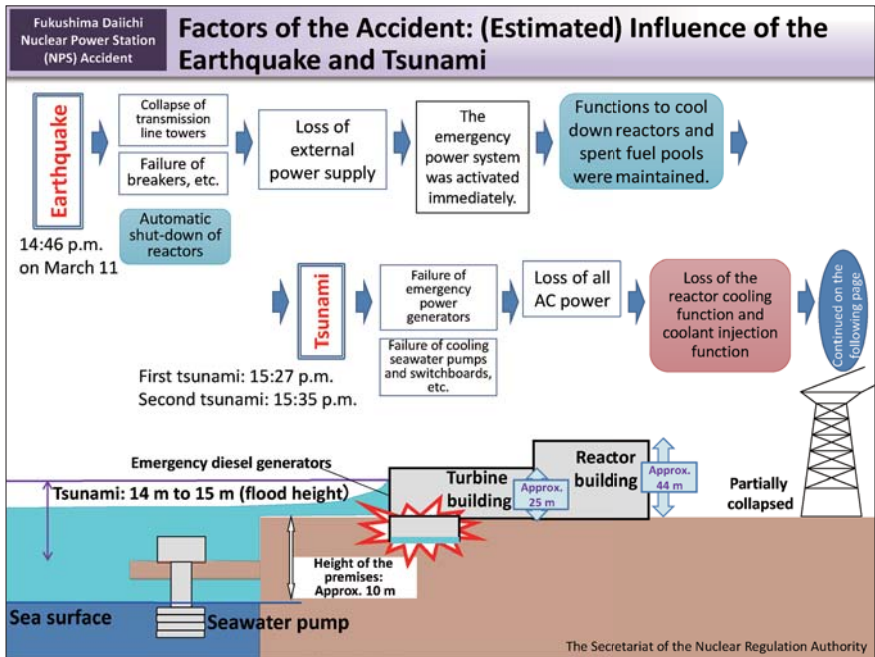 Fukushima Daiichi
Nuclear Power Station
(NPS) Accident
Factors of the Accident: (Estimated) Influence of the
Earthquake and Tsunami
Earthquake
14:46 p.m.
on March 11
Collapse of
transmission
line towers
Failure of
breakers, etc.
Automatic
shut-down of
reactors
Loss of
external
power supply
The
emergency
power system
was activated
immediately.
Functions to cool
down reactors and
spent fuel pools
were maintained.
Tsunami
First tsunami: 15:27 p.m.
Second tsunami: 15:35 p.m.
Failure of
emergency
power
generators
Failure of cooling
seawater pumps
and switchboards,
etc.
Loss of all
AC power
Loss of the
reactor cooling
function and
coolant injection
function
Continued on the
following page
Emergency diesel generators
Tsunami: 14 m to 15 m (flood height)
Turbine
building
Approx.
25 m
Reactor
building
Approx.
44 m
Partially
collapsed
Height of the
premises:
Approx. 10 m
Sea surface
Seawater pump
The Secretariat of the Nuclear Regulation Authority